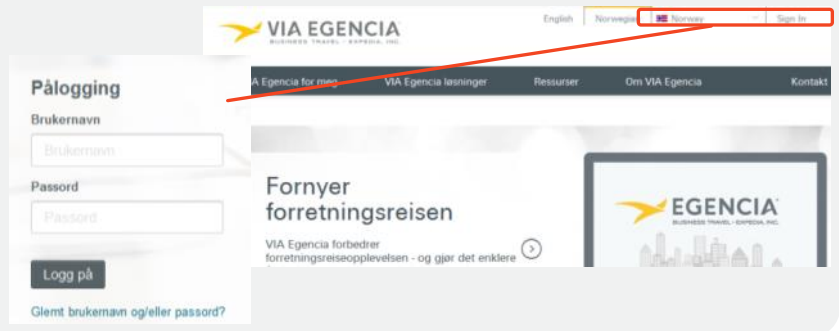 VIA EGENCIA
BUSINESS TRAVEL - EXPEDIA, INC.
English
Norwegian
Norway
Sign In
A Egencia for meg
VIA Egencia løsninger
Ressurser
Om VIA Egencia
Kontakt
Pålogging
Brukernavn
Brukernavn
Passord
Passord
Logg på
Glemt brukernavn og/eller passord?
Fornyer
forretningsreisen
VIA Egencia forbedrer
forretningsreiseopplevelsen - og gjør det enklere
EGENCIA
BUSINESS TRAVEL - EXPEDIA, INC.